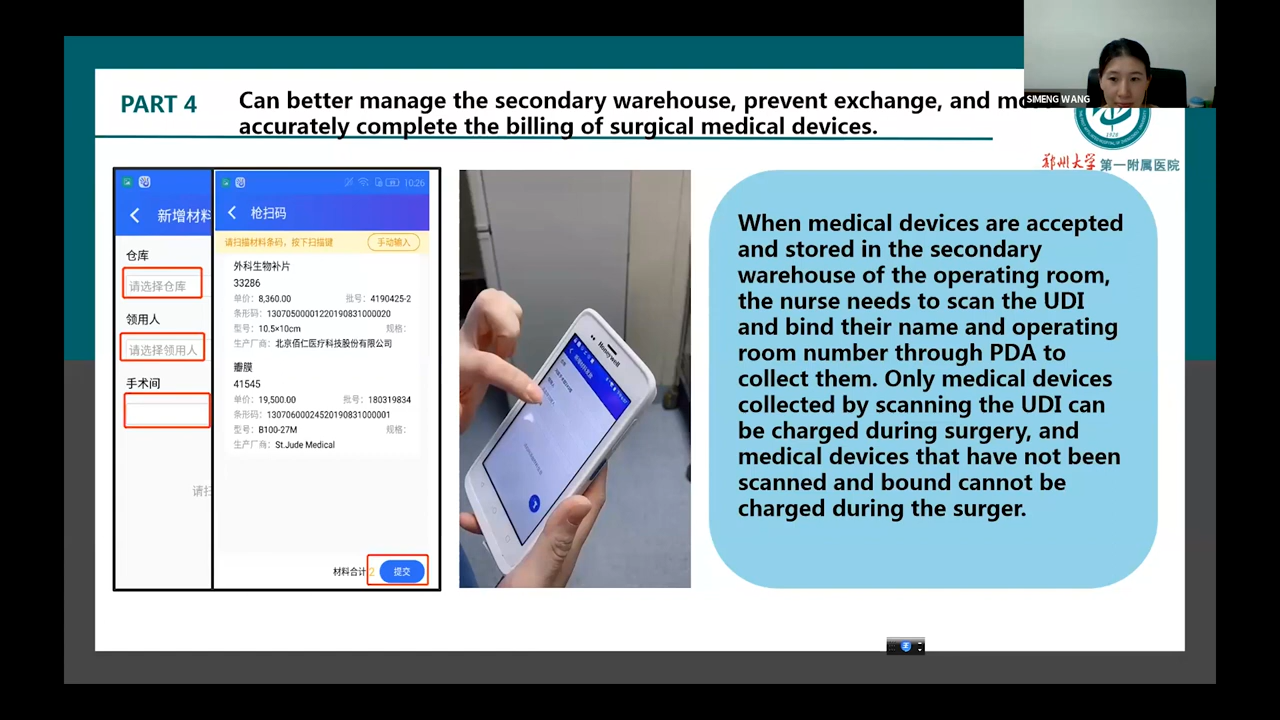 SIMENG WANG
PART 4
Can better manage the secondary warehouse, prevent exchange, and
accurately complete the billing of surgical medical devices.
1928
郑州大学 第一附属医院
新增材料
仓库
请选择仓库
领用人
请选择领用人
手术间
10:26
枪扫码
请扫描材料条码，按下扫描键
手动输入
外科生物补片
33286
单价: 8,360.00 批号: 4190425-2
条形码: 13070500001220190831000020
型号: 10.5×10cm 规格:
生产厂商: 北京佰仁医疗科技股份有限公司
瓣膜
41545
单价: 19,500.00 批号: 180319834
条形码: 13070600024520190831000001
型号: B100-27M 规格:
生产厂商: St.Jude Medical
材料合计 2 提交
Honeywell
When medical devices are accepted
and stored in the secondary
warehouse of the operating room,
the nurse needs to scan the UDI
and bind their name and operating
room number through PDA to
collect them. Only medical devices
collected by scanning the UDI can
be charged during surgery, and
medical devices that have not been
scanned and bound cannot be
charged during the surger.